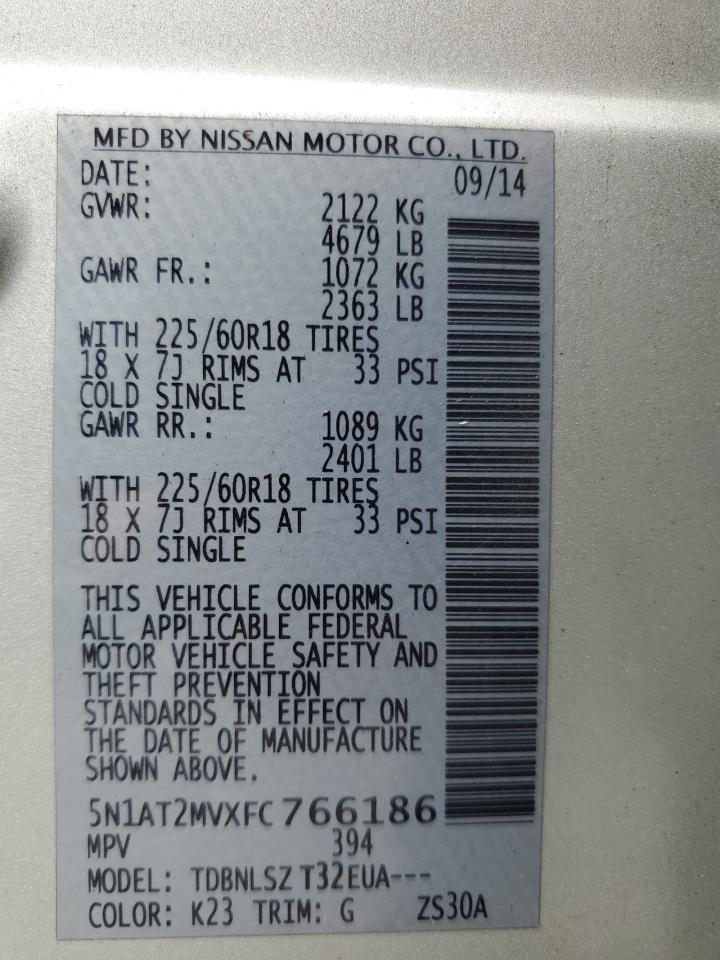 MFD BY NISSAN MOTOR CO., LTD.
DATE: 09/14
GVWR: 2122 KG
4679 LB
GAWR FR.: 1072 KG
2363 LB
WITH 225/60R18 TIRES
18 X 7J RIMS AT 33 PSI
COLD SINGLE
GAWR RR.: 1089 KG
2401 LB
WITH 225/60R18 TIRES
18 X 7J RIMS AT 33 PSI
COLD SINGLE
THIS VEHICLE CONFORMS TO
ALL APPLICABLE FEDERAL
MOTOR VEHICLE SAFETY AND
THEFT PREVENTION
STANDARDS IN EFFECT ON
THE DATE OF MANUFACTURE
SHOWN ABOVE.
5N1AT2MVXFC766186
MPV 394
MODEL: TDBNLSZ T32EUA---
COLOR: K23 TRIM: G ZS30A